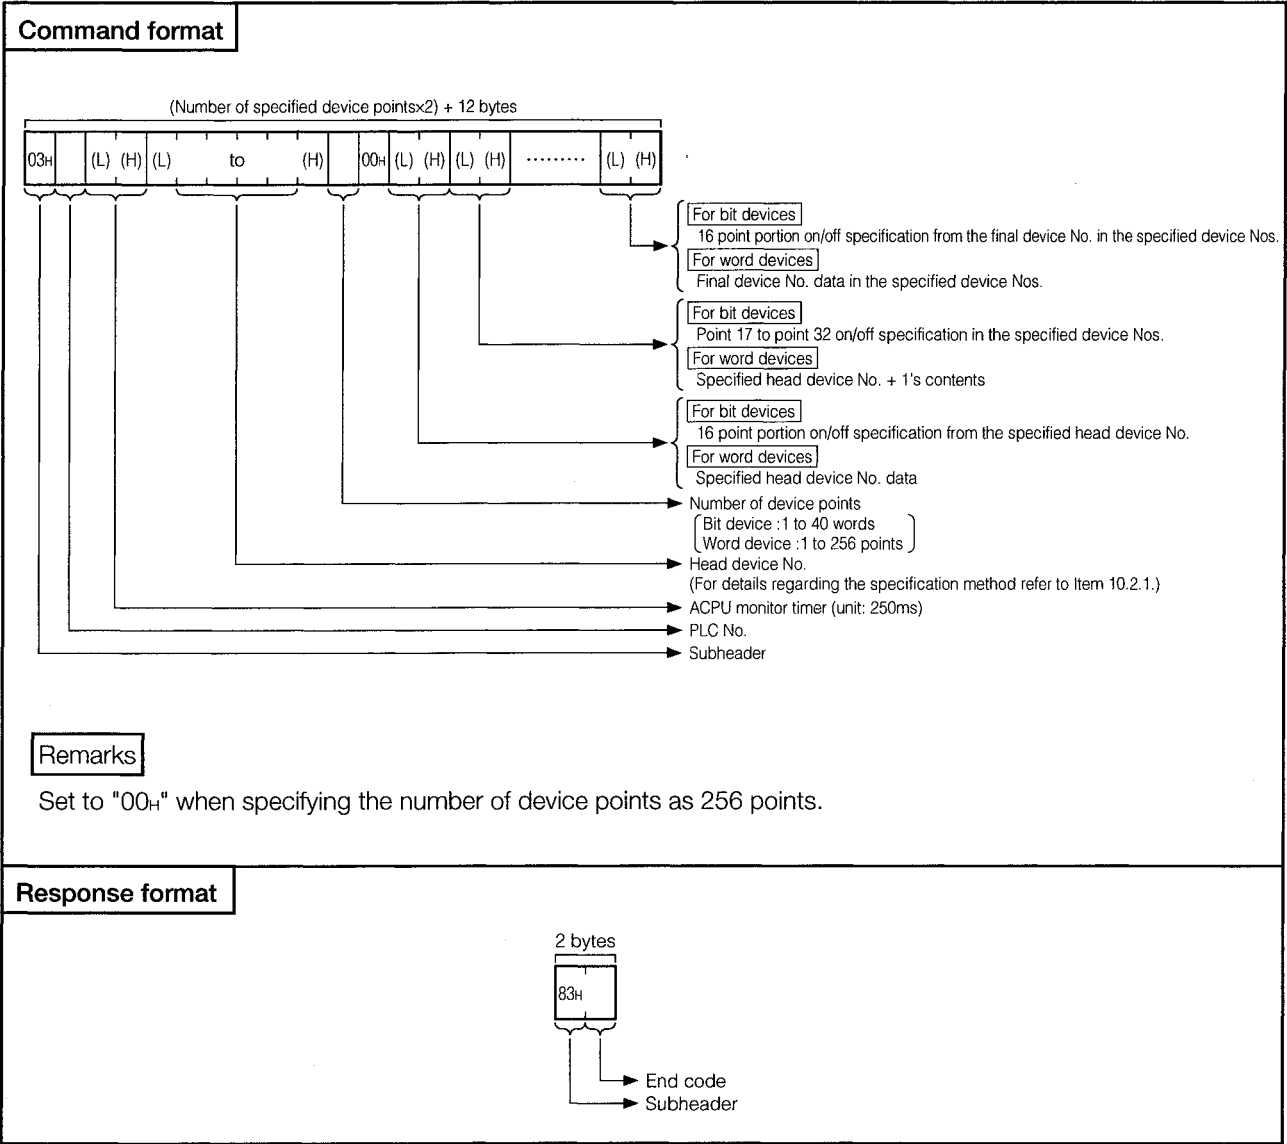 Command format
(Number of specified device points×2) + 12 bytes
03H (L) (H) (L) to (H) 00H (L) (H) (L) (H) ········· (L) (H)
For bit devices
16 point portion on/off specification from the final device No. in the specified device Nos.
For word devices
Final device No. data in the specified device Nos.
For bit devices
Point 17 to point 32 on/off specification in the specified device Nos.
For word devices
Specified head device No. + 1's contents
For bit devices
16 point portion on/off specification from the specified head device No.
For word devices
Specified head device No. data
Number of device points
Bit device :1 to 40 words
Word device :1 to 256 points
Head device No.
(For details regarding the specification method refer to Item 10.2.1.)
ACPU monitor timer (unit: 250ms)
PLC No.
Subheader
Remarks
Set to "00H" when specifying the number of device points as 256 points.
Response format
2 bytes
83H
End code
Subheader